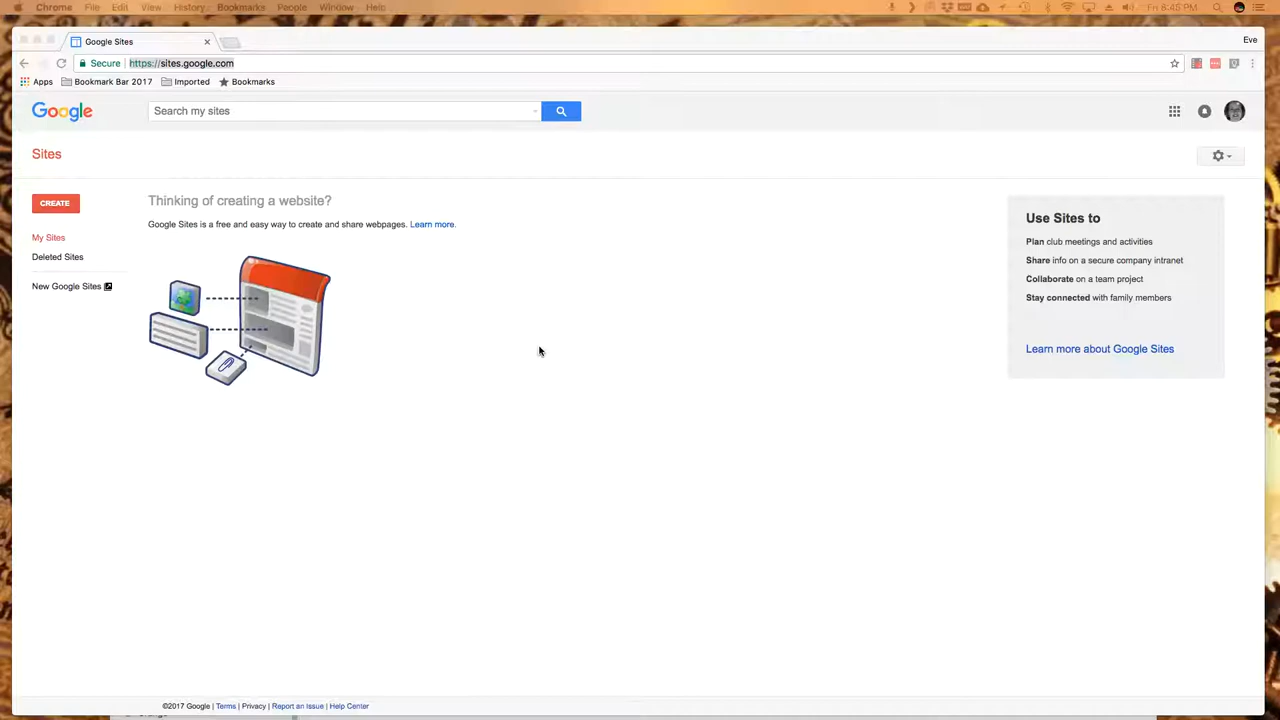 Chrome File Edit View History Bookmarks People Window Help Fri 8:45 PM
Google Sites Eve
Secure https://sites.google.com
Apps Bookmark Bar 2017 Imported Bookmarks
Google Search my sites
Sites
CREATE
My Sites
Deleted Sites
New Google Sites
Thinking of creating a website?
Google Sites is a free and easy way to create and share webpages. Learn more.
Use Sites to
Plan club meetings and activities
Share info on a secure company intranet
Collaborate on a team project
Stay connected with family members
Learn more about Google Sites
©2017 Google | Terms | Privacy | Report an Issue | Help Center